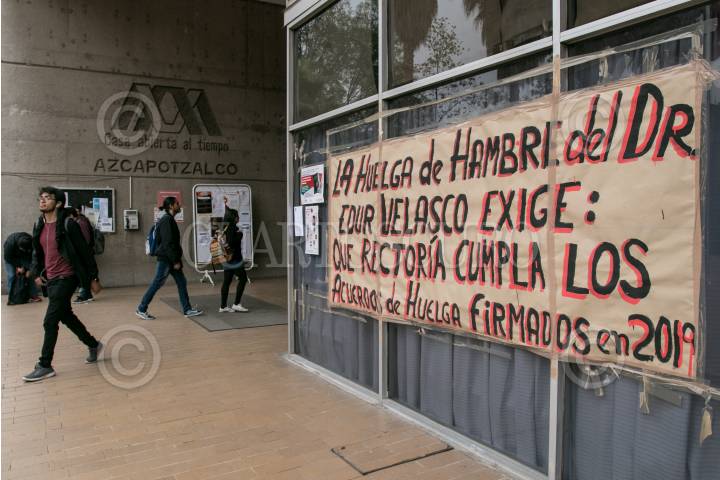 Casa abierta al tiempo
AZCAPOTZALCO
LA HUELGA de HAMBRE del DR.
EDUR VELASCO EXIGE:
QUE RECTORÍA CUMPLA LOS
ACUERDOS de HUELGA FIRMADOS en 2019